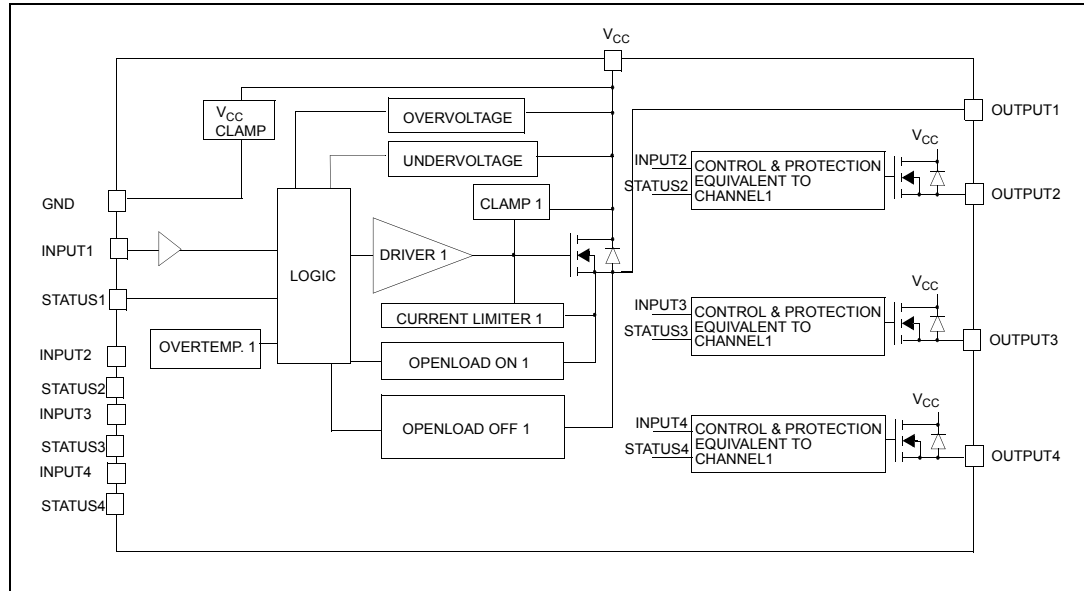 VCC
VCC
CLAMP
OVERVOLTAGE
UNDERVOLTAGE
CLAMP 1
LOGIC
DRIVER 1
CURRENT LIMITER 1
OVERTEMP. 1
OPENLOAD ON 1
OPENLOAD OFF 1
GND
INPUT1
STATUS1
INPUT2
STATUS2
INPUT3
STATUS3
INPUT4
STATUS4
OUTPUT1
VCC
INPUT2
STATUS2
CONTROL & PROTECTION
EQUIVALENT TO
CHANNEL1
OUTPUT2
VCC
INPUT3
STATUS3
CONTROL & PROTECTION
EQUIVALENT TO
CHANNEL1
OUTPUT3
VCC
INPUT4
STATUS4
CONTROL & PROTECTION
EQUIVALENT TO
CHANNEL1
OUTPUT4